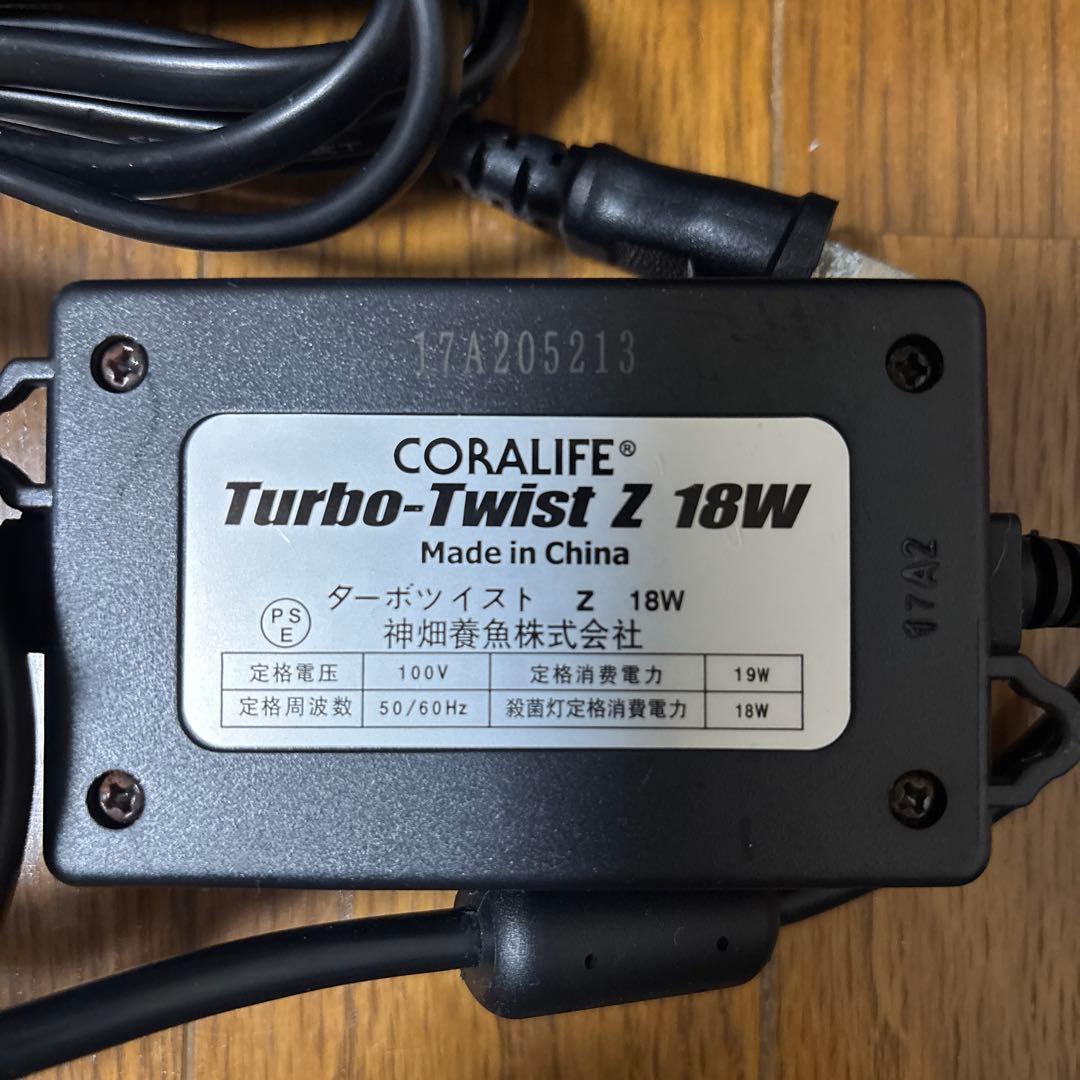 17A205213
CORALIFE®
Turbo-Twist Z 18W
Made in China
ターボツイスト Z 18W
PS
E
神畑養魚株式会社
定格電圧 100V 定格消費電力 19W
定格周波数 50/60Hz 殺菌灯定格消費電力 18W
17A2